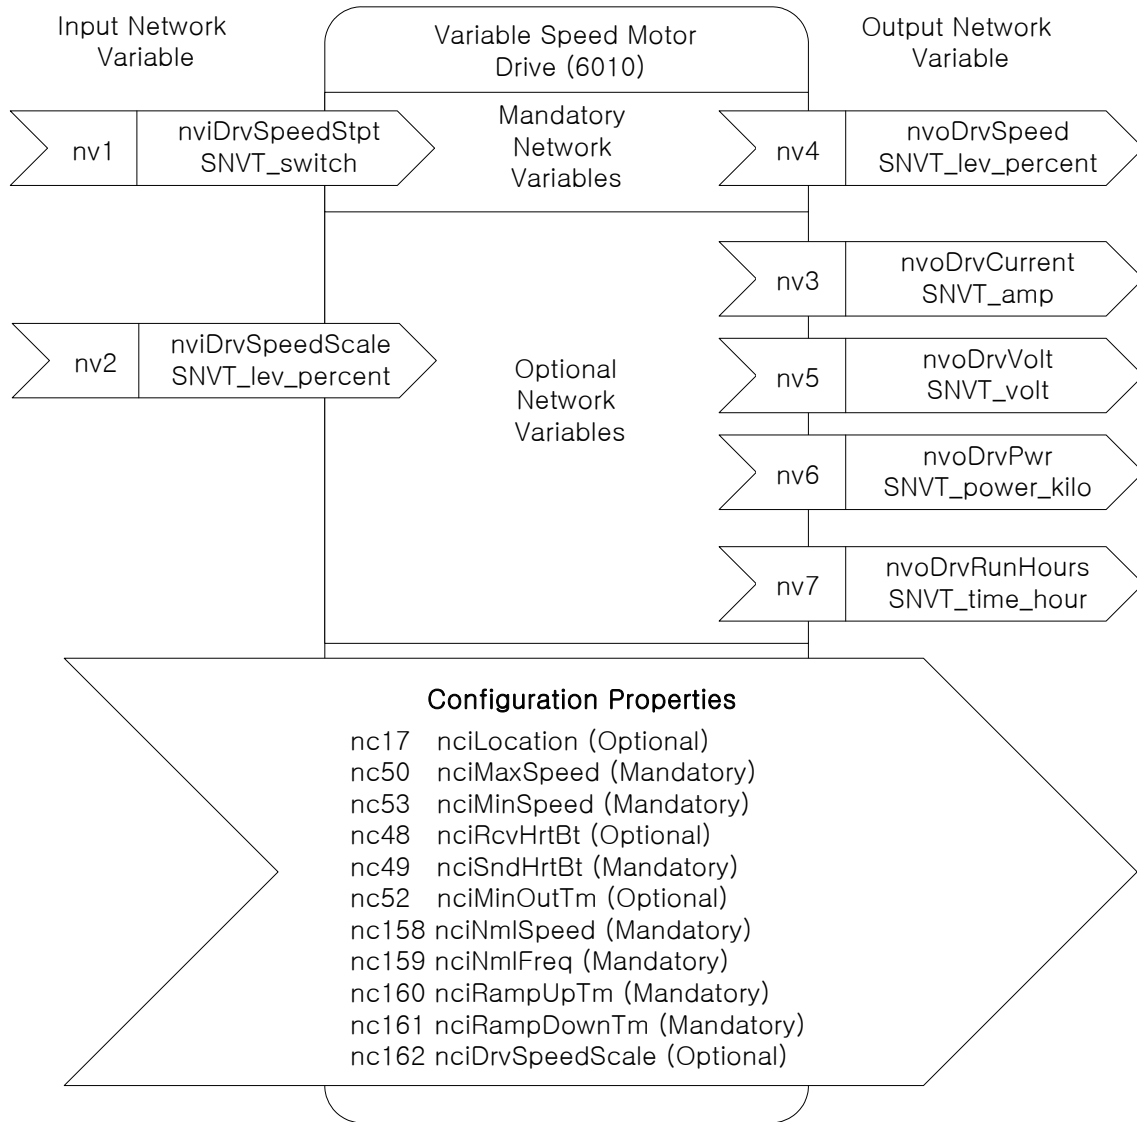 Input Network
Variable
Variable Speed Motor
Drive (6010)
Output Network
Variable
nv1
nviDrvSpeedStpt
SNVT_switch
Mandatory
Network
Variables
nv4
nvoDrvSpeed
SNVT_lev_percent
nv3
nvoDrvCurrent
SNVT_amp
nv2
nviDrvSpeedScale
SNVT_lev_percent
Optional
Network
Variables
nv5
nvoDrvVolt
SNVT_volt
nv6
nvoDrvPwr
SNVT_power_kilo
nv7
nvoDrvRunHours
SNVT_time_hour
Configuration Properties
nc17 nciLocation (Optional)
nc50 nciMaxSpeed (Mandatory)
nc53 nciMinSpeed (Mandatory)
nc48 nciRcvHrtBt (Optional)
nc49 nciSndHrtBt (Mandatory)
nc52 nciMinOutTm (Optional)
nc158 nciNmlSpeed (Mandatory)
nc159 nciNmlFreq (Mandatory)
nc160 nciRampUpTm (Mandatory)
nc161 nciRampDownTm (Mandatory)
nc162 nciDrvSpeedScale (Optional)